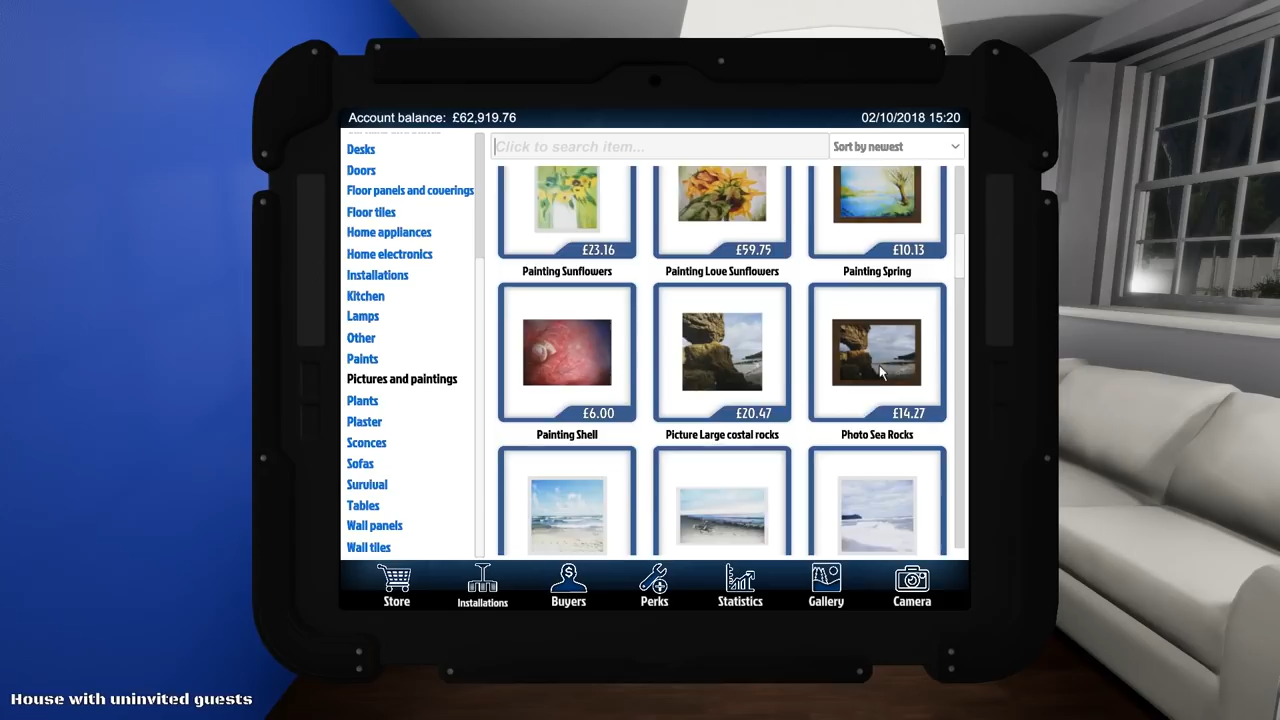 Account balance: £62,919.76
02/10/2018 15:20
Click to search item...
Sort by newest
Desks
Doors
Floor panels and coverings
Floor tiles
Home appliances
Home electronics
Installations
Kitchen
Lamps
Other
Paints
Pictures and paintings
Plants
Plaster
Sconces
Sofas
Survival
Tables
Wall panels
Wall tiles
£23.16
£59.75
£10.13
Painting Sunflowers
Painting Love Sunflowers
Painting Spring
£6.00
£20.47
£14.27
Painting Shell
Picture Large costal rocks
Photo Sea Rocks
Store
Installations
Buyers
Perks
Statistics
Gallery
Camera
House with uninvited guests